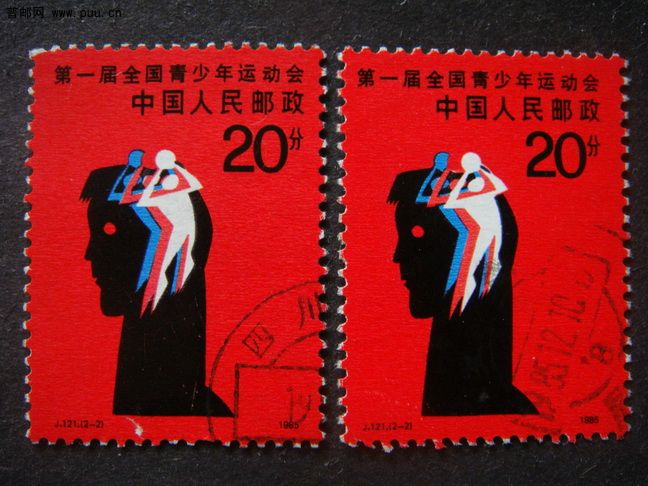 普邮网 www.puu.cn
第一届全国青少年运动会
中国人民邮政
20分
J.121.(2-2) 1985
四川
第一届全国青少年运动会
中国人民邮政
20分
J.121.(2-2) 1985